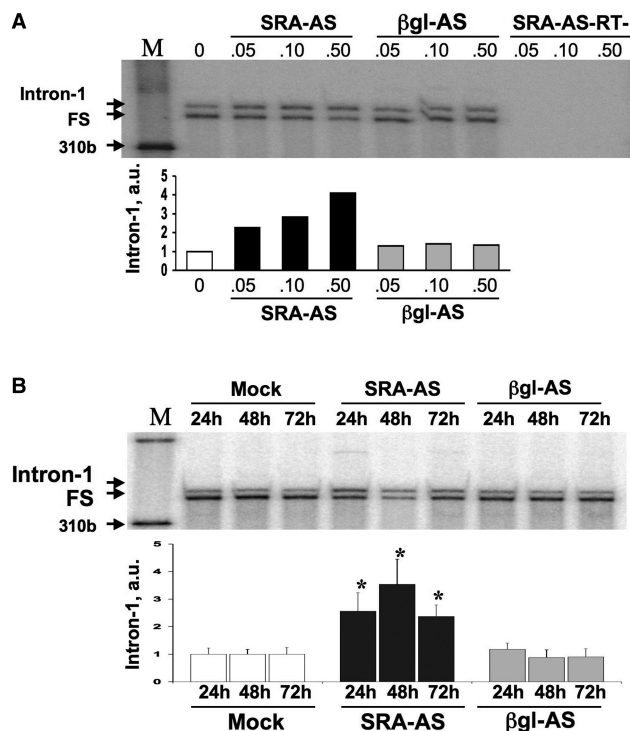 A
SRA-AS βgl-AS SRA-AS-RT-
M 0 .05 .10 .50 .05 .10 .50 .05 .10 .50
Intron-1
FS
310b
Intron-1, a.u.
5
4
3
2
1
0
0 .05 .10 .50 .05 .10 .50
SRA-AS βgl-AS
B
Mock SRA-AS βgl-AS
M 24h 48h 72h 24h 48h 72h 24h 48h 72h
Intron-1
FS
310b
Intron-1, a.u.
5
4
3
2
1
0
* * *
24h 48h 72h 24h 48h 72h 24h 48h 72h
Mock SRA-AS βgl-AS